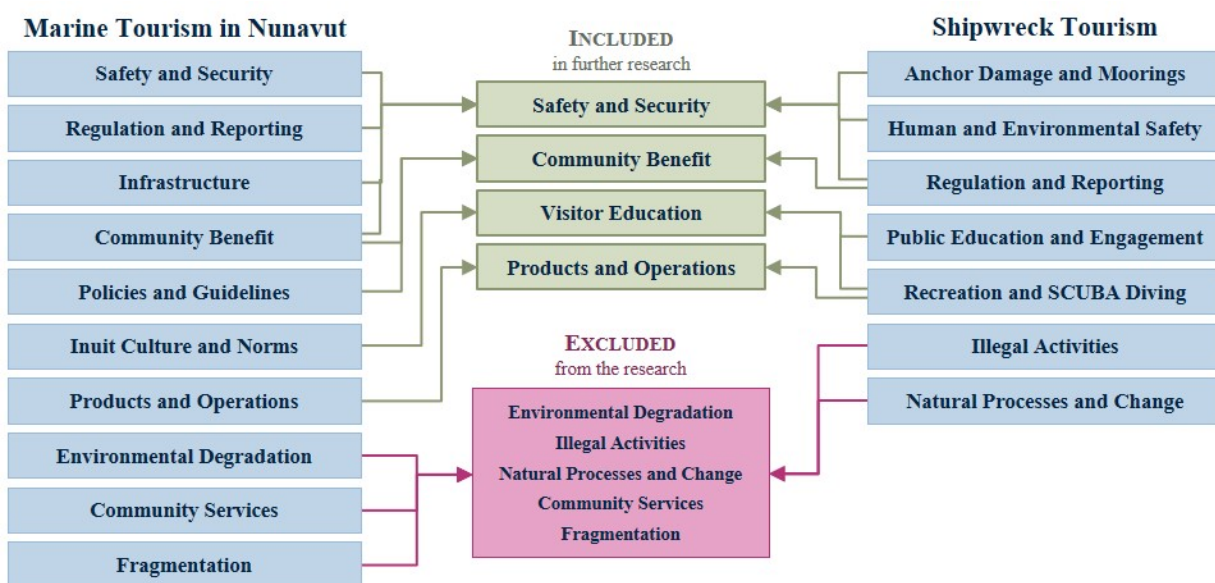 Marine Tourism in Nunavut
Safety and Security
Regulation and Reporting
Infrastructure
Community Benefit
Policies and Guidelines
Inuit Culture and Norms
Products and Operations
Environmental Degradation
Community Services
Fragmentation
INCLUDED
in further research
Safety and Security
Community Benefit
Visitor Education
Products and Operations
EXCLUDED
from the research
Environmental Degradation
Illegal Activities
Natural Processes and Change
Community Services
Fragmentation
Shipwreck Tourism
Anchor Damage and Moorings
Human and Environmental Safety
Regulation and Reporting
Public Education and Engagement
Recreation and SCUBA Diving
Illegal Activities
Natural Processes and Change